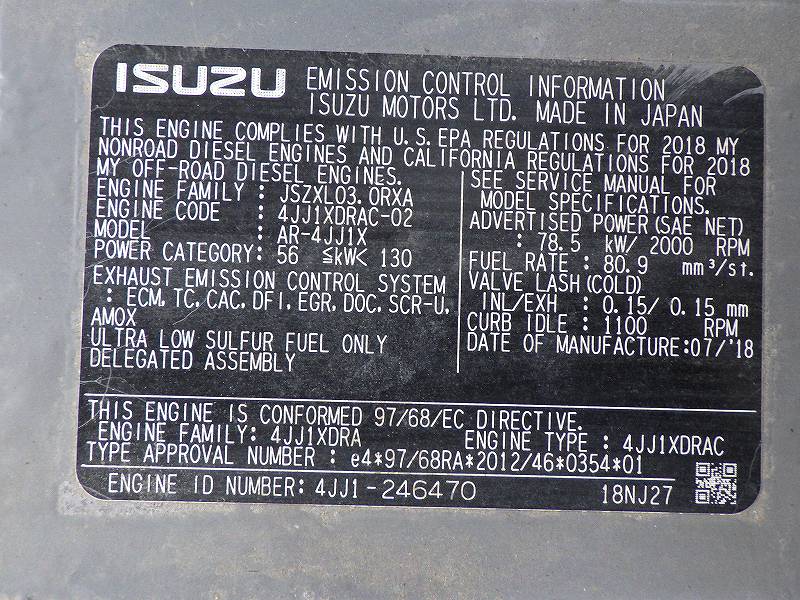 ISUZU EMISSION CONTROL INFORMATION
ISUZU MOTORS LTD. MADE IN JAPAN
THIS ENGINE COMPLIES WITH U.S.EPA REGULATIONS FOR 2018 MY
NONROAD DIESEL ENGINES AND CALIFORNIA REGULATIONS FOR 2018
MY OFF-ROAD DIESEL ENGINES.
ENGINE FAMILY : JSZXL03.0RXA
ENGINE CODE : 4JJ1XDRAC-02
MODEL : AR-4JJ1X
POWER CATEGORY: 56 ≦kW< 130
EXHAUST EMISSION CONTROL SYSTEM
: ECM, TC, CAC, DFI, EGR, DOC, SCR-U,
AMOX
ULTRA LOW SULFUR FUEL ONLY
DELEGATED ASSEMBLY
SEE SERVICE MANUAL FOR
MODEL SPECIFICATIONS.
ADVERTISED POWER(SAE NET)
: 78.5 kW/ 2000 RPM
FUEL RATE : 80.9 mm³/st.
VALVE LASH(COLD)
INL/EXH : 0.15/ 0.15 mm
CURB IDLE : 1100 RPM
DATE OF MANUFACTURE:07/'18
THIS ENGINE IS CONFORMED 97/68/EC DIRECTIVE.
ENGINE FAMILY: 4JJ1XDRA ENGINE TYPE : 4JJ1XDRAC
TYPE APPROVAL NUMBER : e4*97/68RA*2012/46*0354*01
ENGINE ID NUMBER: 4JJ1-246470 18NJ27